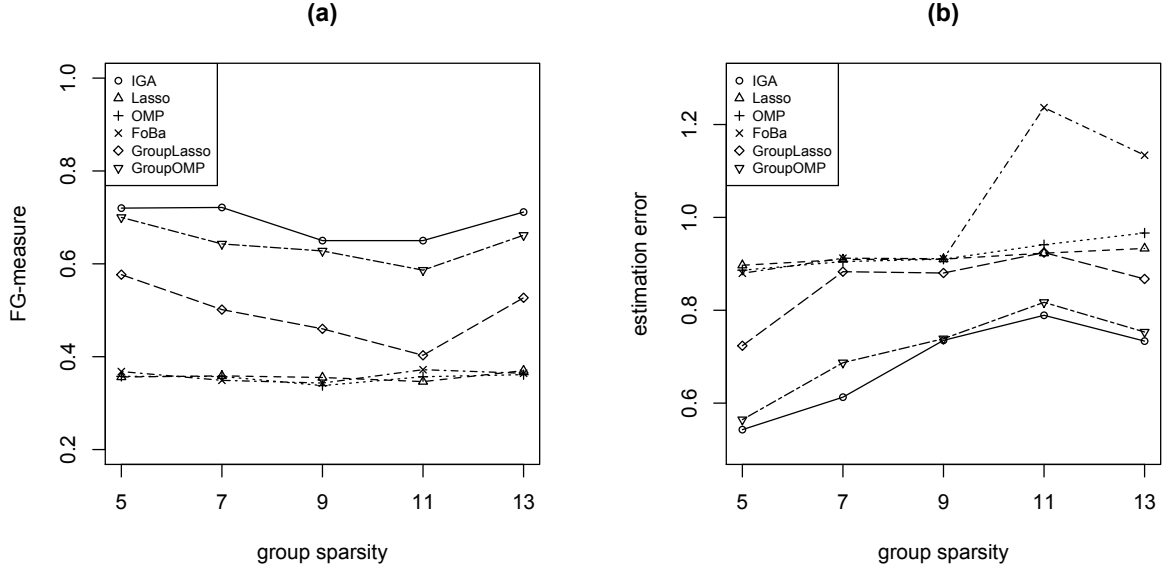 (a)
FG-measure
1.0
0.8
0.6
0.4
0.2
IGA
Lasso
OMP
FoBa
GroupLasso
GroupOMP
5 7 9 11 13
group sparsity
(b)
estimation error
1.2
1.0
0.8
0.6
IGA
Lasso
OMP
FoBa
GroupLasso
GroupOMP
5 7 9 11 13
group sparsity